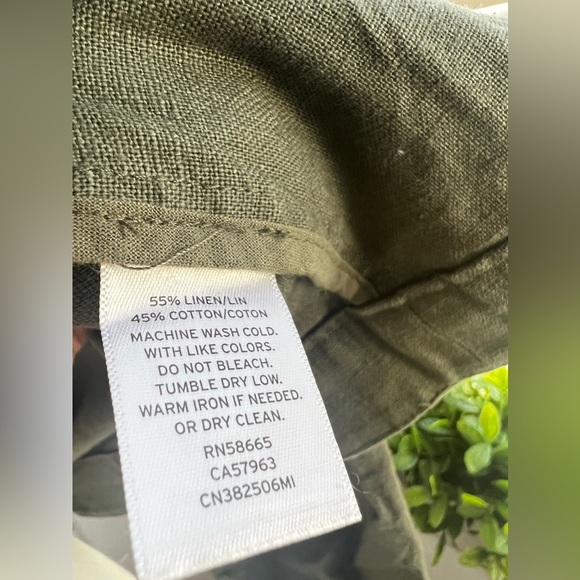 55% LINEN/LIN
45% COTTON/COTON
MACHINE WASH COLD.
WITH LIKE COLORS.
DO NOT BLEACH.
TUMBLE DRY LOW.
WARM IRON IF NEEDED.
OR DRY CLEAN.
RN58665
CA57963
CN382506MI